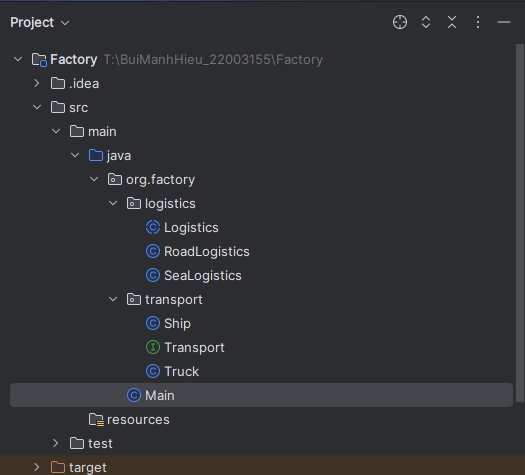 Project
Factory T:\BuiManhHieu_22003155\Factory
.idea
src
main
java
org.factory
logistics
C Logistics
C RoadLogistics
C SeaLogistics
transport
C Ship
I Transport
C Truck
C Main
resources
test
target